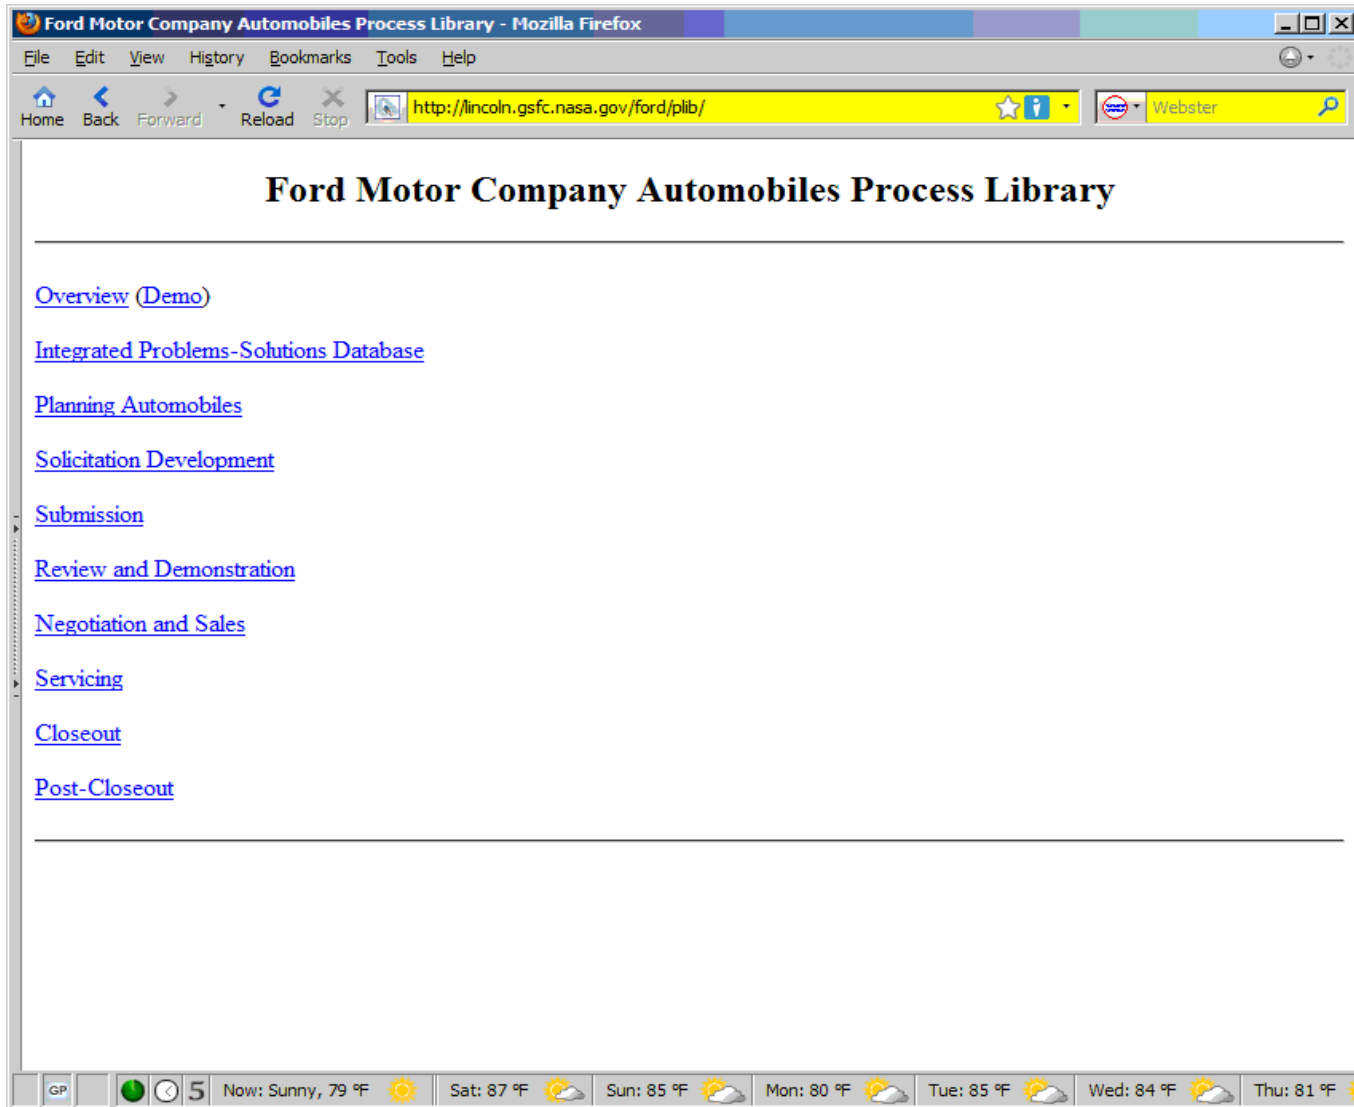 Ford Motor Company Automobiles Process Library - Mozilla Firefox
File Edit View History Bookmarks Tools Help
Home Back Forward Reload Stop http://lincoln.gsfc.nasa.gov/ford/plib/ Webster
Ford Motor Company Automobiles Process Library
Overview (Demo)
Integrated Problems-Solutions Database
Planning Automobiles
Solicitation Development
Submission
Review and Demonstration
Negotiation and Sales
Servicing
Closeout
Post-Closeout
GP 5 Now: Sunny, 79 °F Sat: 87 °F Sun: 85 °F Mon: 80 °F Tue: 85 °F Wed: 84 °F Thu: 81 °F